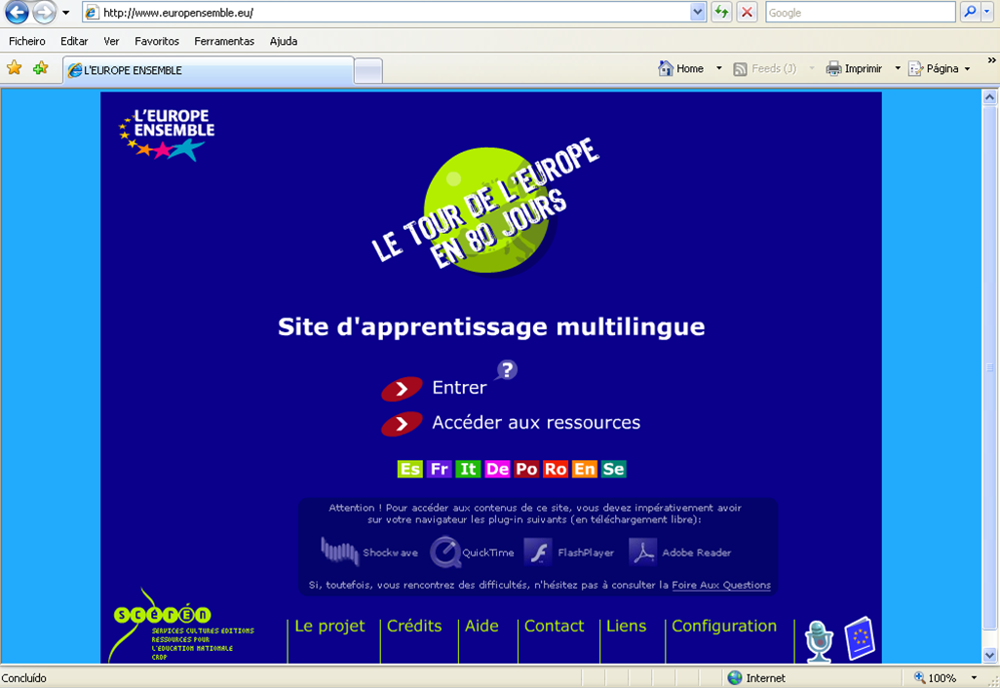 http://www.europensemble.eu/
Google
Ficheiro Editar Ver Favoritos Ferramentas Ajuda
L'EUROPE ENSEMBLE
Home Feeds (J) Imprimir Página
L'EUROPE
ENSEMBLE
LE TOUR DE L'EUROPE
EN 80 JOURS
Site d'apprentissage multilingue
Entrer ?
Accéder aux ressources
Es Fr It De Po Ro En Se
Attention ! Pour accéder aux contenus de ce site, vous devez impérativement avoir
sur votre navigateur les plug-in suivants (en téléchargement libre):
Shockwave QuickTime FlashPlayer Adobe Reader
Si, toutefois, vous rencontrez des difficultés, n'hésitez pas à consulter la Foire Aux Questions
scérén
SERVICES CULTURES EDITIONS
RESSOURCES POUR
L'EDUCATION NATIONALE
CRDP
Le projet Crédits Aide Contact Liens Configuration
Concluído Internet 100%